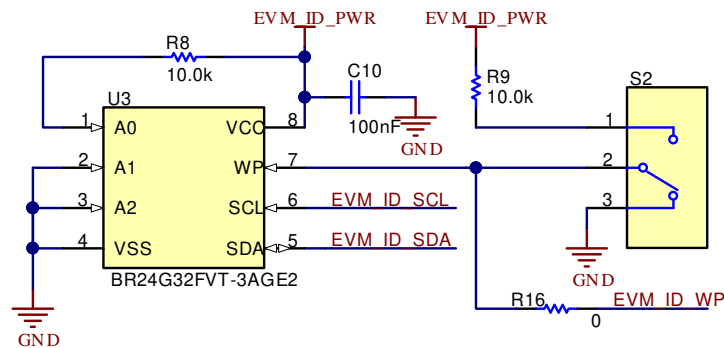 EVM_ID_PWR
EVM_ID_PWR
R8
10.0k
R9
10.0k
C10
100nF
GND
S2
1
2
3
U3
1
A0
VCC
8
2
A1
WP
7
3
A2
SCL
6
EVM_ID_SCL
4
VSS
SDA
5
EVM_ID_SDA
BR24G32FVT-3AGE2
GND
GND
R16
0
EVM_ID_WP